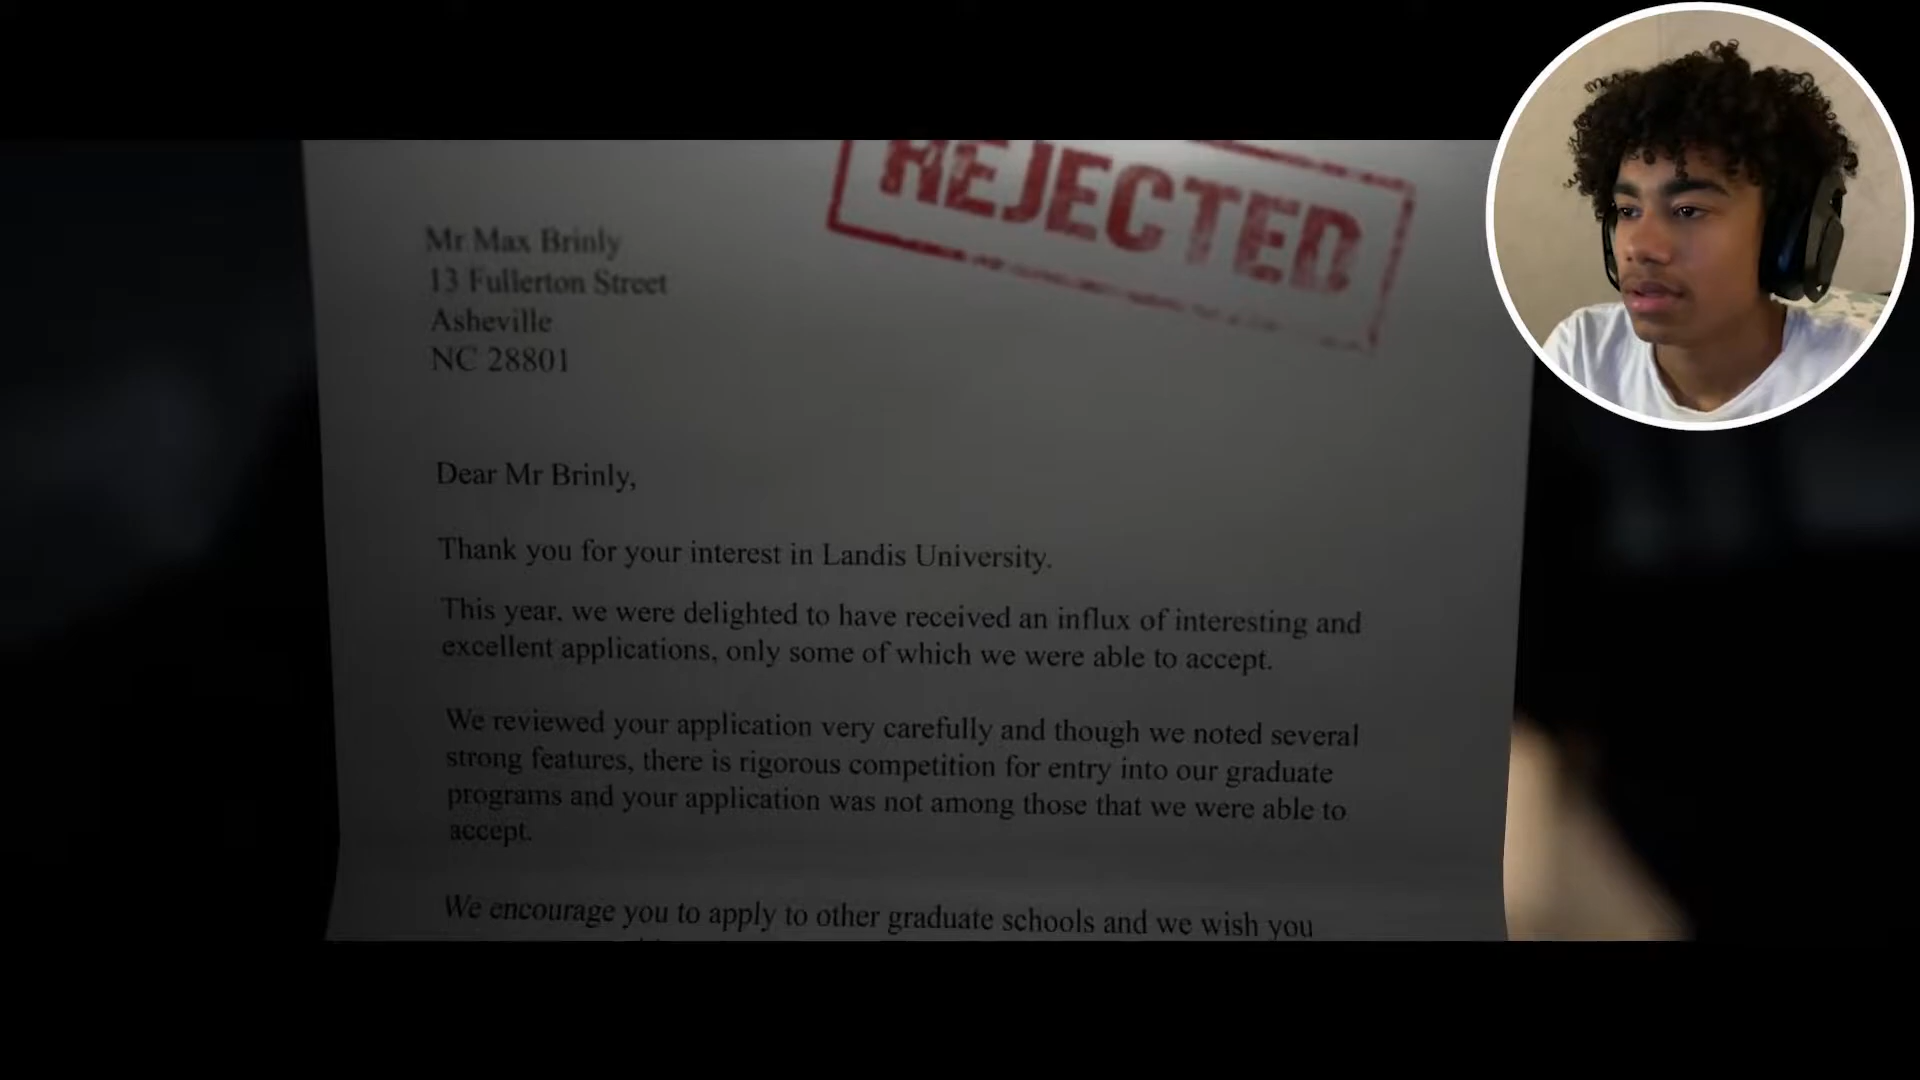 REJECTED
Mr Max Brinly
13 Fullerton Street
Asheville
NC 28801
Dear Mr Brinly,
Thank you for your interest in Landis University.
This year, we were delighted to have received an influx of interesting and
excellent applications, only some of which we were able to accept.
We reviewed your application very carefully and though we noted several
strong features, there is rigorous competition for entry into our graduate
programs and your application was not among those that we were able to
accept.
We encourage you to apply to other graduate schools and we wish you